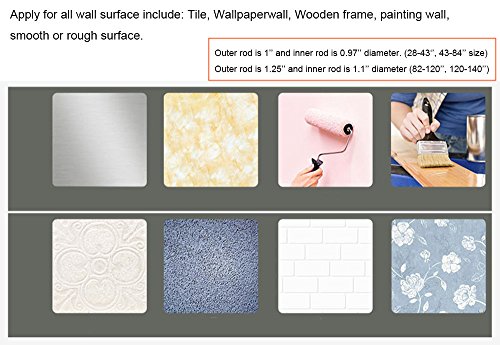 Apply for all wall surface include: Tile, Wallpaperwall, Wooden frame, painting wall,
smooth or rough surface.
Outer rod is 1” and inner rod is 0.97” diameter. (28-43”, 43-84” size)
Outer rod is 1.25” and inner rod is 1.1” diameter (82-120”, 120-140”)